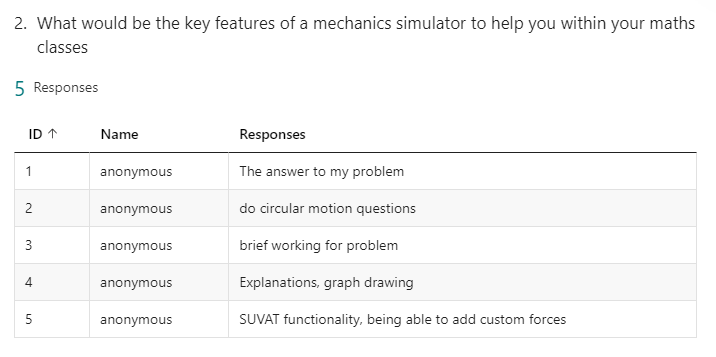 2. What would be the key features of a mechanics simulator to help you within your maths
classes
5 Responses
ID ↑ Name Responses
1 anonymous The answer to my problem
2 anonymous do circular motion questions
3 anonymous brief working for problem
4 anonymous Explanations, graph drawing
5 anonymous SUVAT functionality, being able to add custom forces